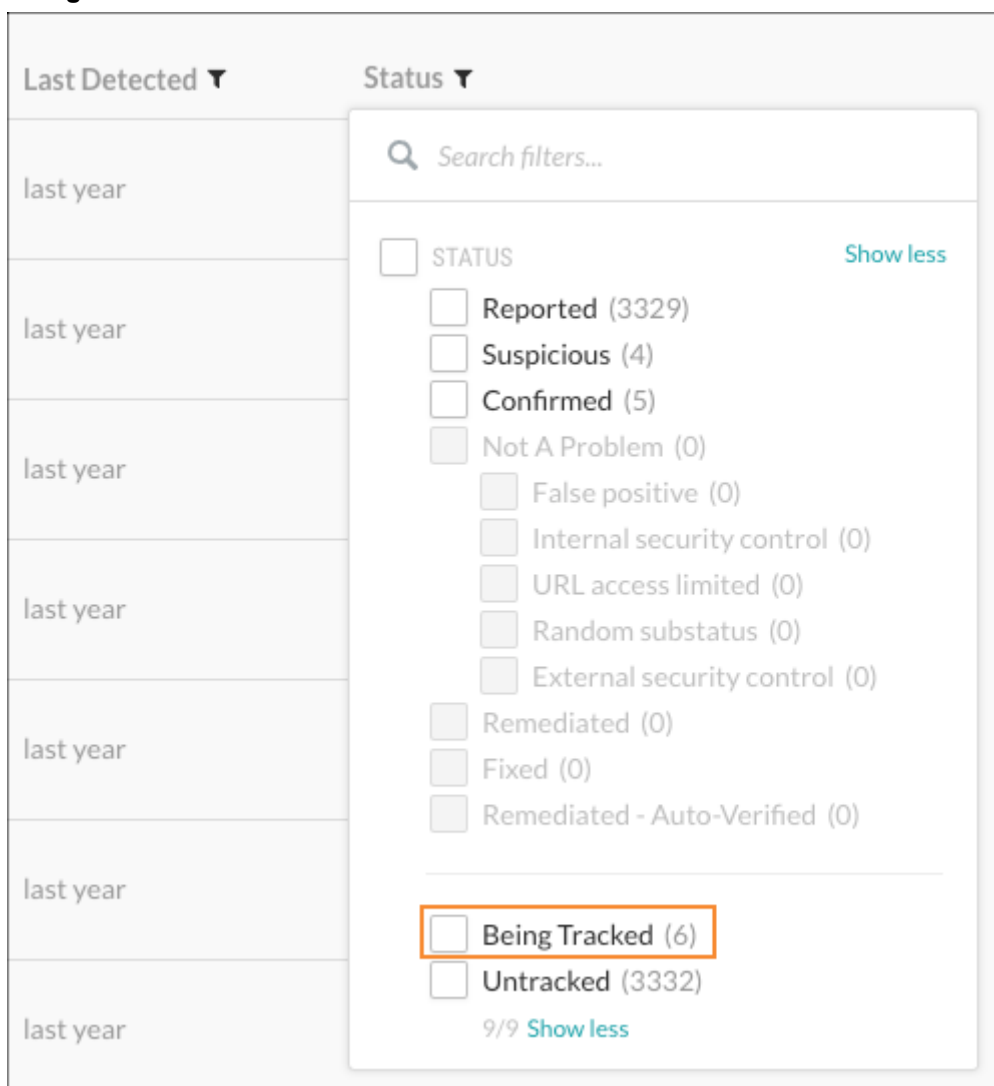 Last Detected
Status
Search filters...
last year
STATUS
Show less
Reported (3329)
last year
Suspicious (4)
Confirmed (5)
Not A Problem (0)
last year
False positive (0)
Internal security control (0)
URL access limited (0)
last year
Random substatus (0)
External security control (0)
Remediated (0)
last year
Fixed (0)
Remediated - Auto-Verified (0)
last year
Being Tracked (6)
Untracked (3332)
last year
9/9 Show less